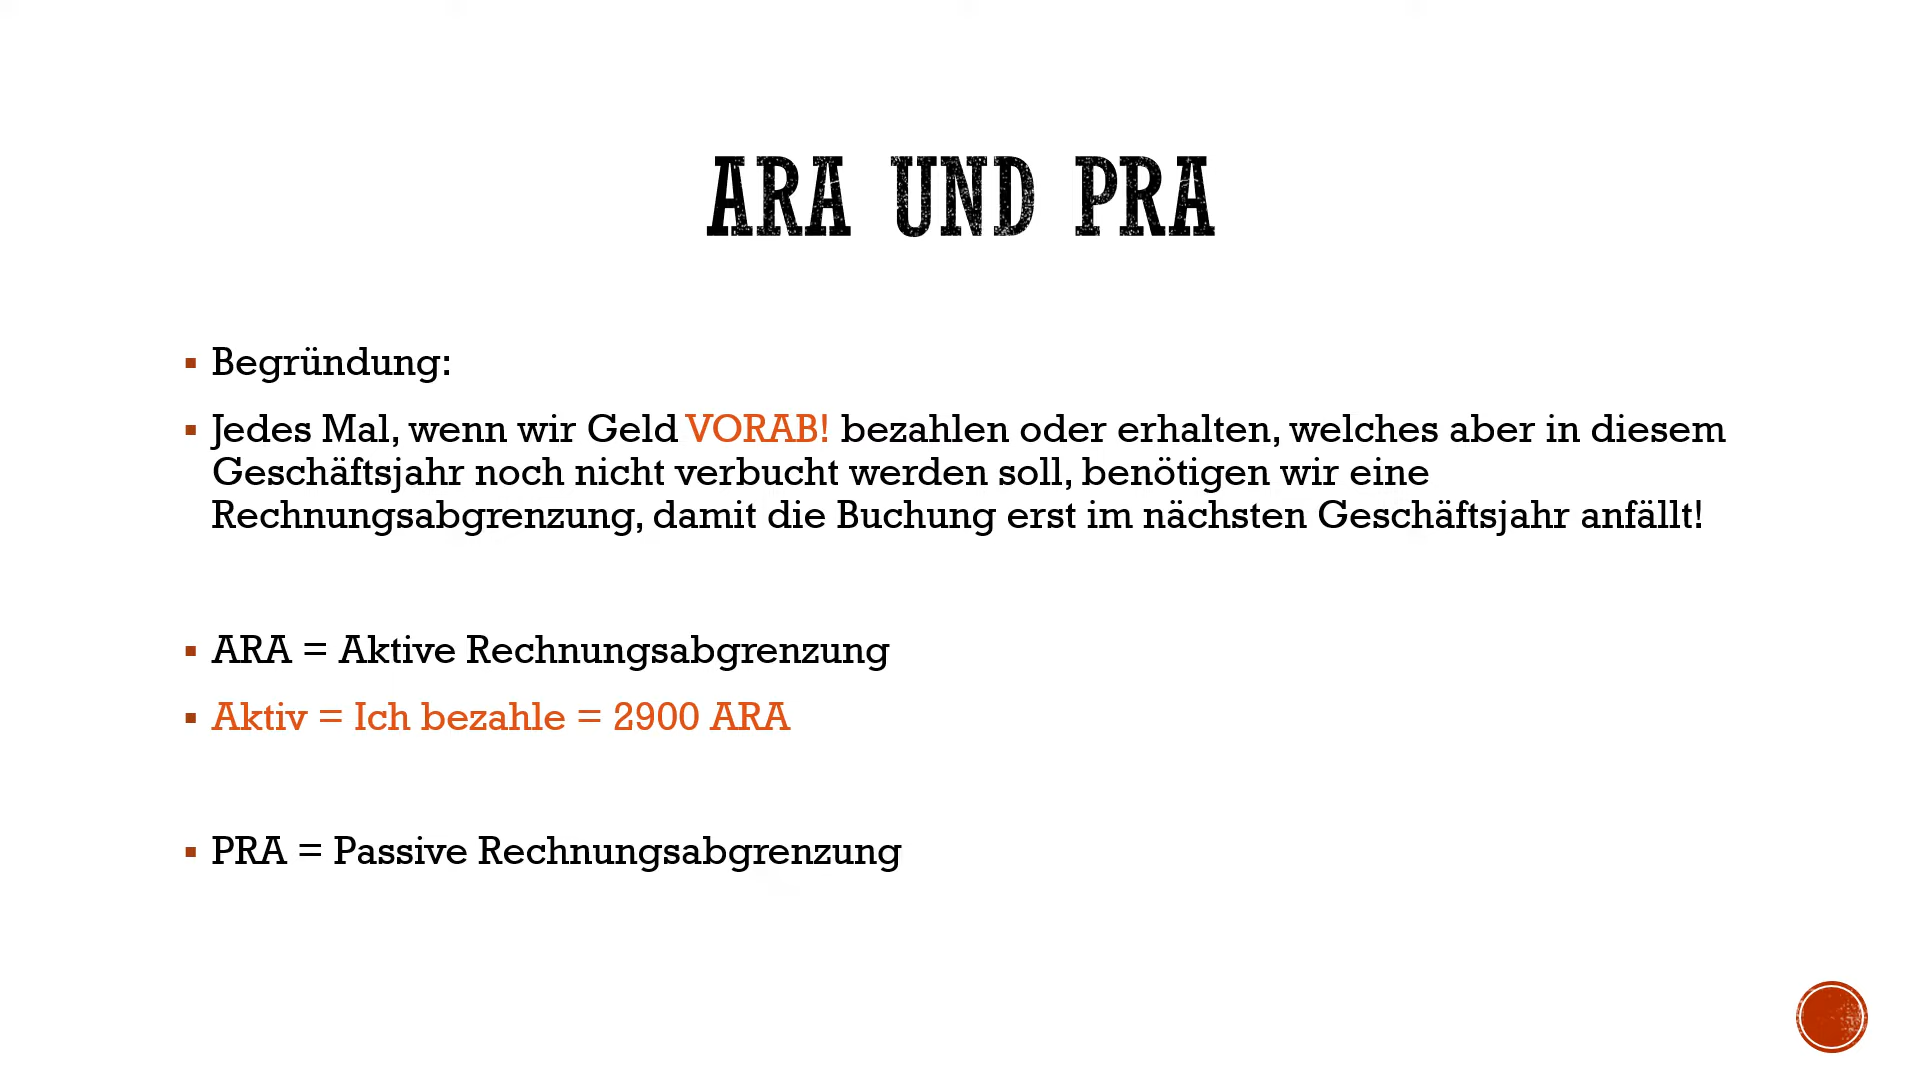 ARA UND PRA
Begründung:
Jedes Mal, wenn wir Geld VORAB! bezahlen oder erhalten, welches aber in diesem
Geschäftsjahr noch nicht verbucht werden soll, benötigen wir eine
Rechnungsabgrenzung, damit die Buchung erst im nächsten Geschäftsjahr anfällt!
ARA = Aktive Rechnungsabgrenzung
Aktiv = Ich bezahle = 2900 ARA
PRA = Passive Rechnungsabgrenzung